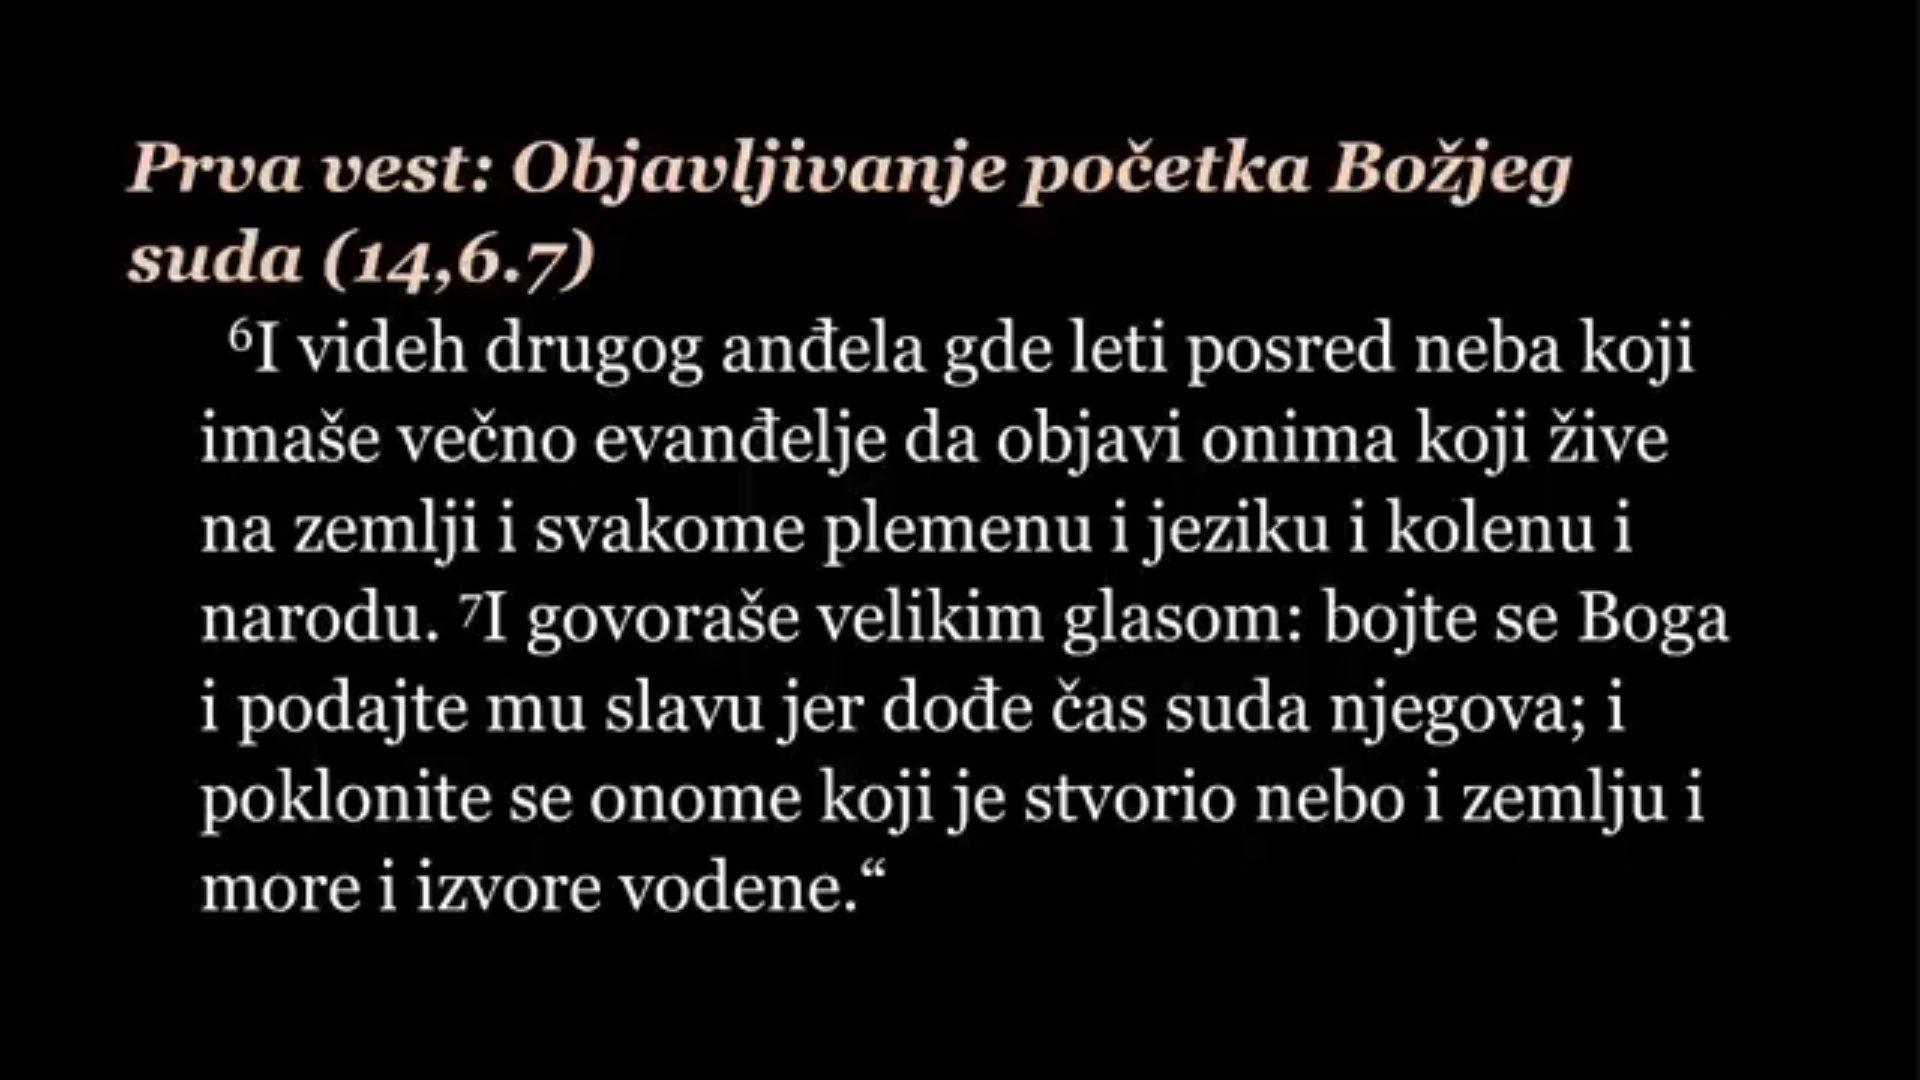 Prva vest: Objavljivanje početka Božjeg
suda (14,6.7)
⁶I videh drugog anđela gde leti posred neba koji
imaše večno evanđelje da objavi onima koji žive
na zemlji i svakome plemenu i jeziku i kolenu i
narodu. ⁷I govoraše velikim glasom: bojte se Boga
i podajte mu slavu jer dođe čas suda njegova; i
poklonite se onome koji je stvorio nebo i zemlju i
more i izvore vodene.“